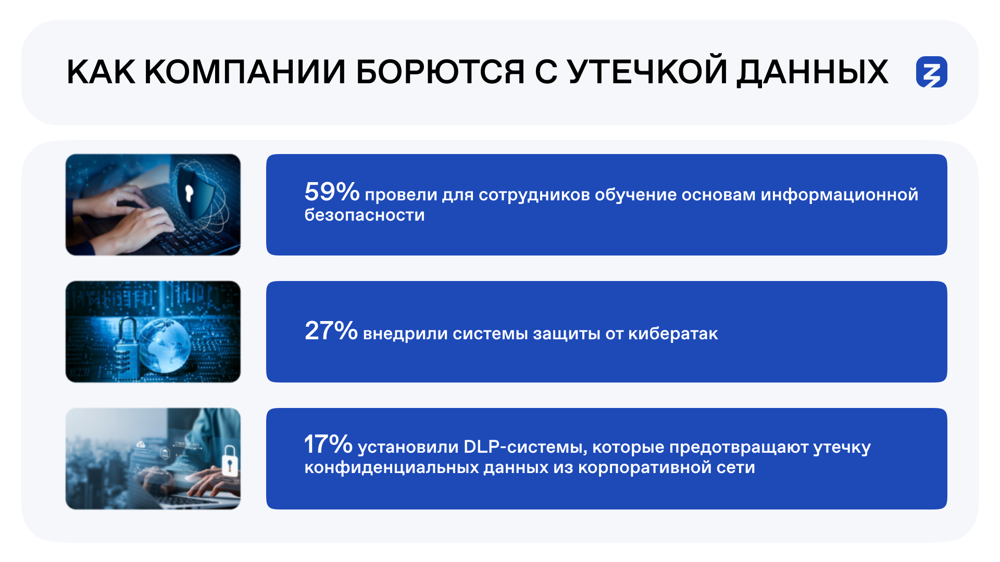 КАК КОМПАНИИ БОРЮТСЯ С УТЕЧКОЙ ДАННЫХ
59% провели для сотрудников обучение основам информационной
безопасности
27% внедрили системы защиты от кибератак
17% установили DLP-системы, которые предотвращают утечку
конфиденциальных данных из корпоративной сети